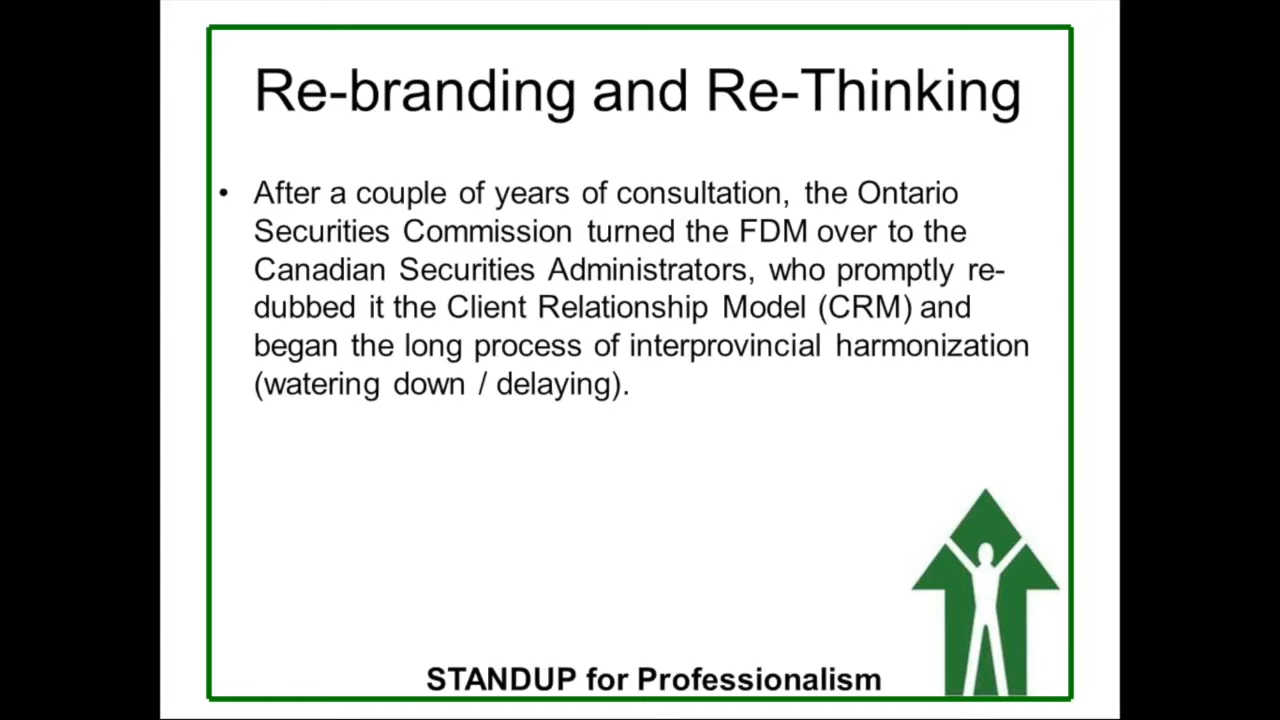 Re-branding and Re-Thinking
• After a couple of years of consultation, the Ontario
Securities Commission turned the FDM over to the
Canadian Securities Administrators, who promptly re-
dubbed it the Client Relationship Model (CRM) and
began the long process of interprovincial harmonization
(watering down / delaying).
STANDUP for Professionalism